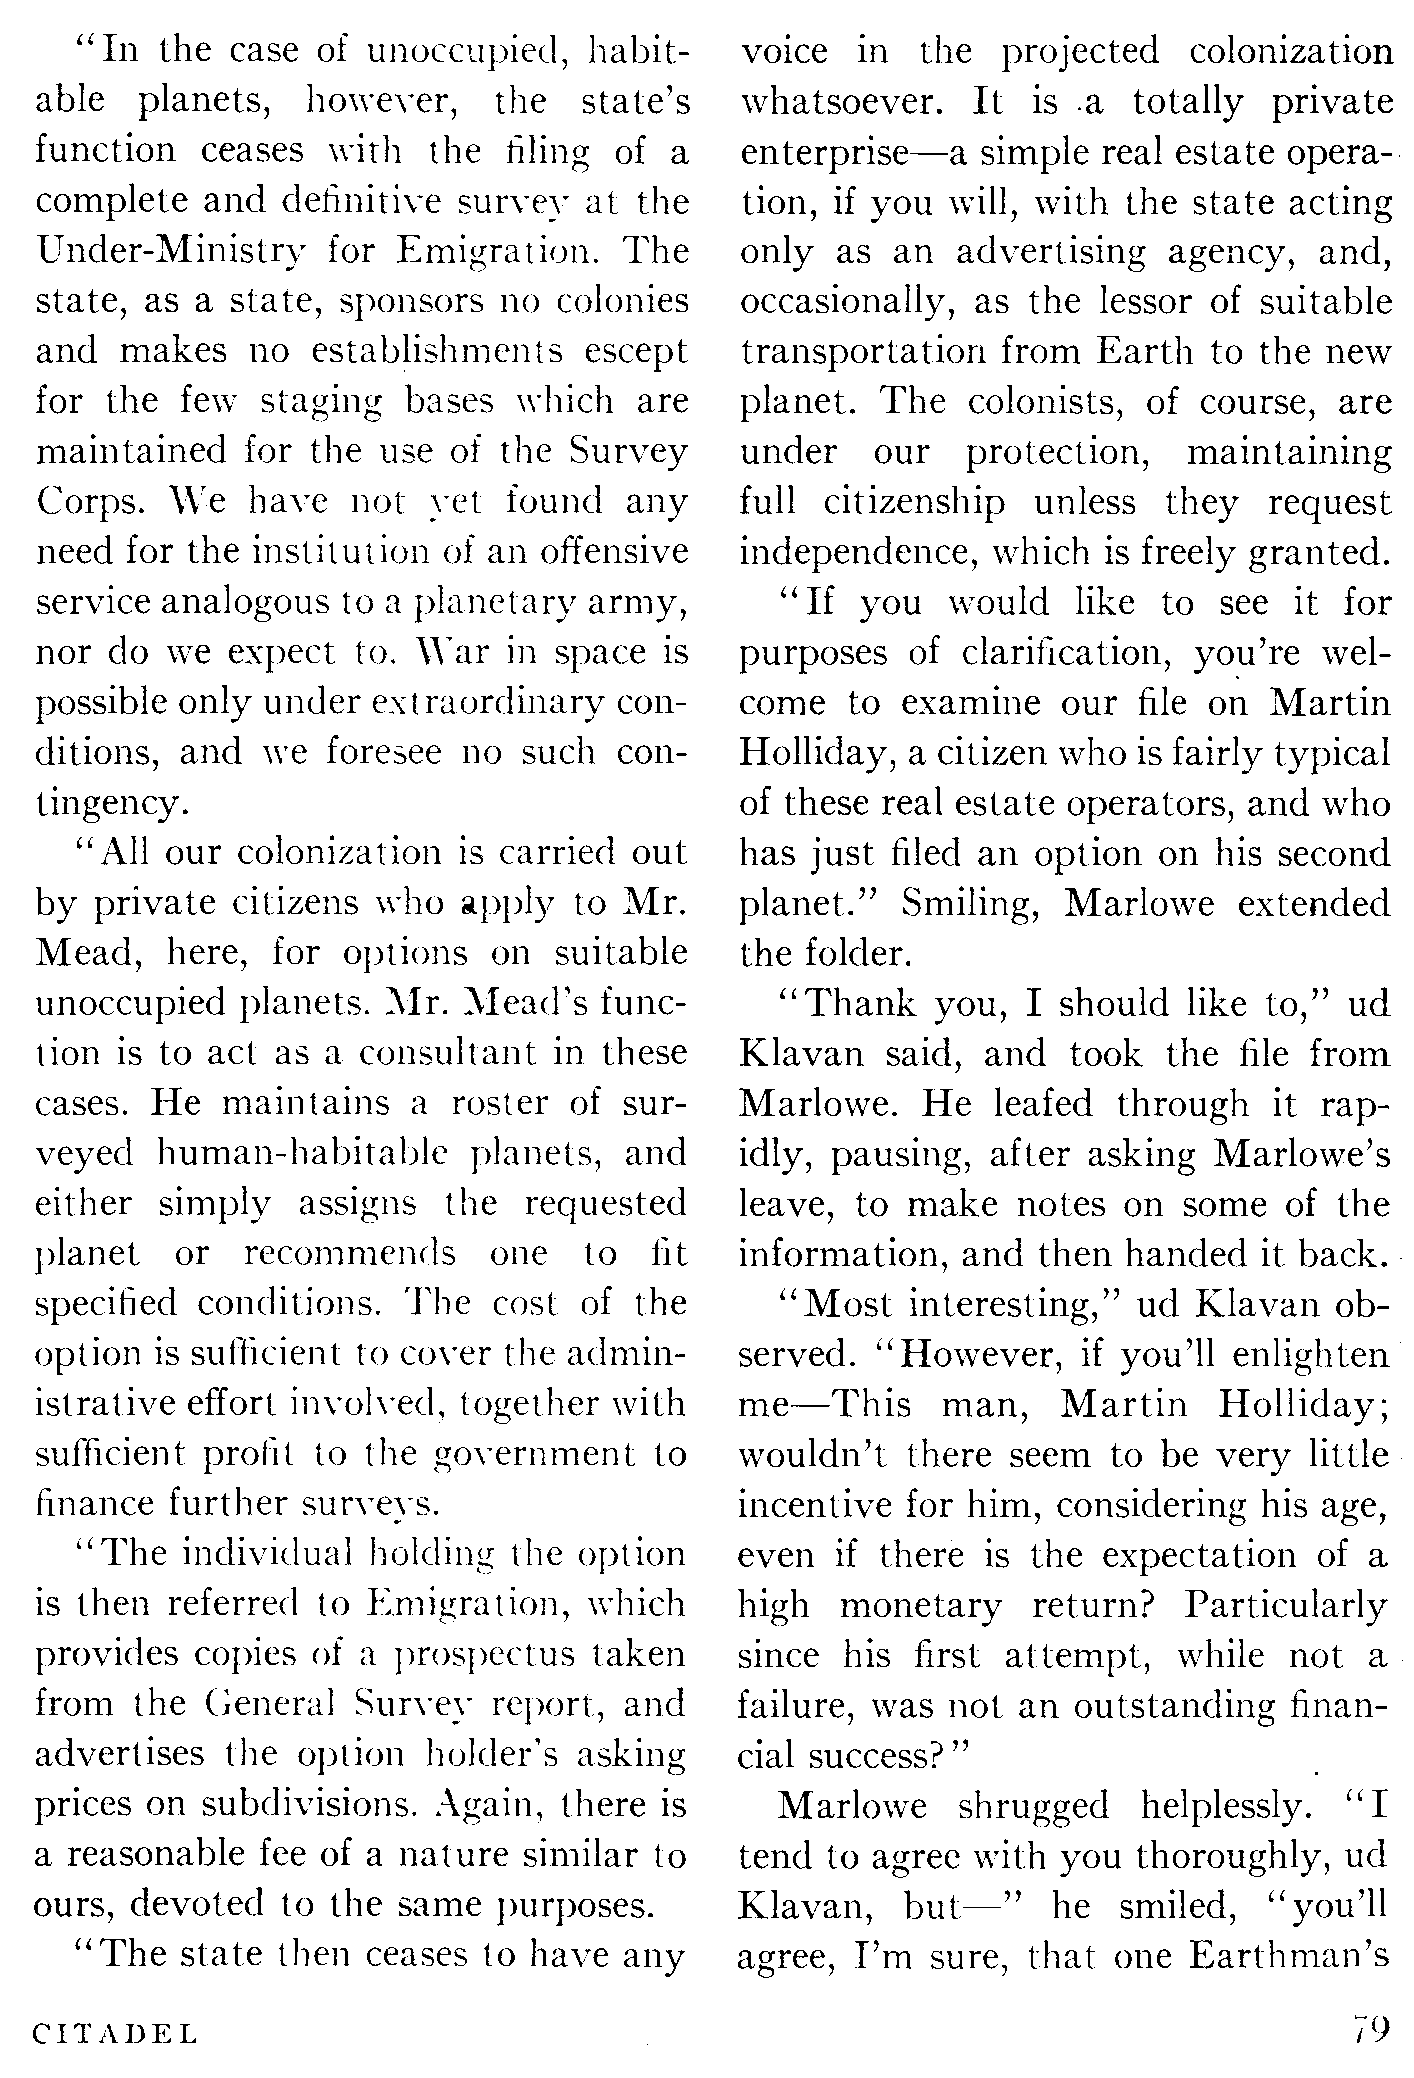 “In the case of unoccupied, habit-
able planets, however, the state’s
function ceases with the filing of a
complete and definitive survey at the
Under-Ministry for Emigration. The
state, as a state, sponsors no colonies
and makes no establishments escept
for the few staging bases which are
maintained for the use of the Survey
Corps. We have not yet found any
need for the institution of an offensive
service analogous to a planetary army,
nor do we expect to. War in space is
possible only under extraordinary con-
ditions, and we foresee no such con-
tingency.
“All our colonization is carried out
by private citizens who apply to Mr.
Mead, here, for options on suitable
unoccupied planets. Mr. Mead’s func-
tion is to act as a consultant in these
cases. He maintains a roster of sur-
veyed human-habitable planets, and
either simply assigns the requested
planet or recommends one to fit
specified conditions. The cost of the
option is sufficient to cover the admin-
istrative effort involved, together with
sufficient profit to the government to
finance further surveys.
“The individual holding the option
is then referred to Emigration, which
provides copies of a prospectus taken
from the General Survey report, and
advertises the option holder’s asking
prices on subdivisions. Again, there is
a reasonable fee of a nature similar to
ours, devoted to the same purposes.
“The state then ceases to have any
voice in the projected colonization
whatsoever. It is a totally private
enterprise—a simple real estate opera-
tion, if you will, with the state acting
only as an advertising agency, and,
occasionally, as the lessor of suitable
transportation from Earth to the new
planet. The colonists, of course, are
under our protection, maintaining
full citizenship unless they request
independence, which is freely granted.
“If you would like to see it for
purposes of clarification, you’re wel-
come to examine our file on Martin
Holliday, a citizen who is fairly typical
of these real estate operators, and who
has just filed an option on his second
planet.” Smiling, Marlowe extended
the folder.
“Thank you, I should like to,” ud
Klavan said, and took the file from
Marlowe. He leafed through it rap-
idly, pausing, after asking Marlowe’s
leave, to make notes on some of the
information, and then handed it back.
“Most interesting,” ud Klavan ob-
served. “However, if you’ll enlighten
me—This man, Martin Holliday;
wouldn’t there seem to be very little
incentive for him, considering his age,
even if there is the expectation of a
high monetary return? Particularly
since his first attempt, while not a
failure, was not an outstanding finan-
cial success?”
Marlowe shrugged helplessly. “I
tend to agree with you thoroughly, ud
Klavan, but—” he smiled, “you’ll
agree, I’m sure, that one Earthman’s
CITADEL
79